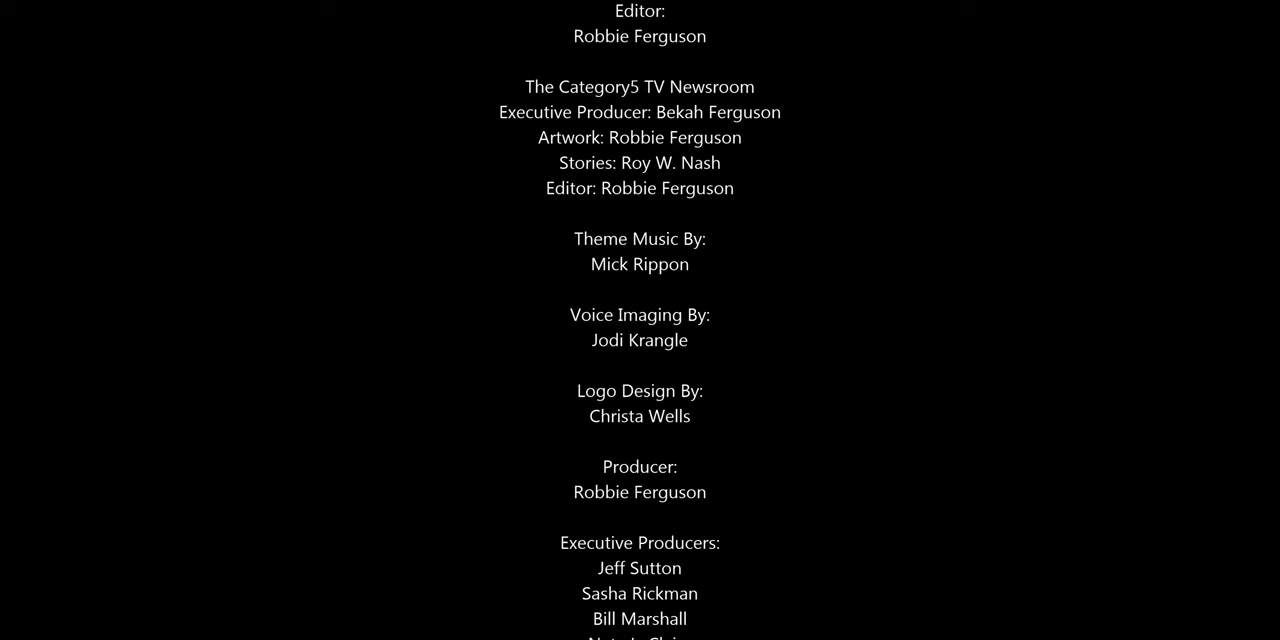 Editor:
Robbie Ferguson
The Category5 TV Newsroom
Executive Producer: Bekah Ferguson
Artwork: Robbie Ferguson
Stories: Roy W. Nash
Editor: Robbie Ferguson
Theme Music By:
Mick Rippon
Voice Imaging By:
Jodi Krangle
Logo Design By:
Christa Wells
Producer:
Robbie Ferguson
Executive Producers:
Jeff Sutton
Sasha Rickman
Bill Marshall